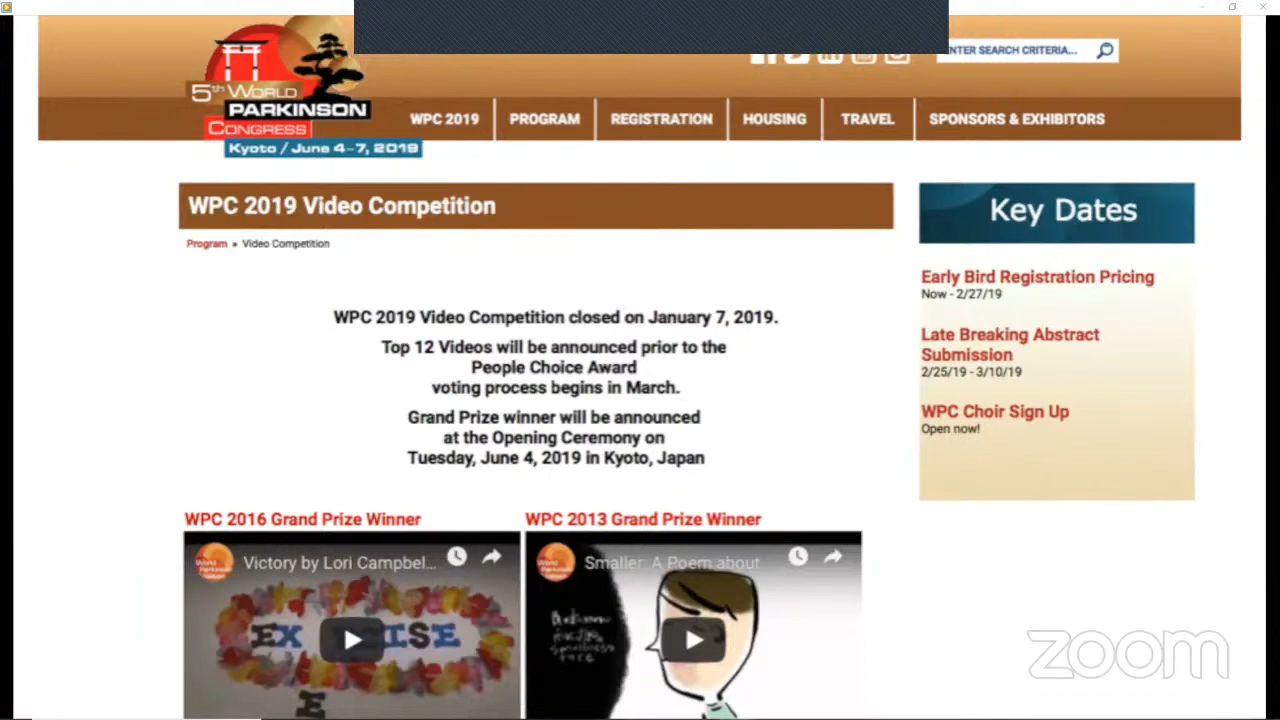 5th WORLD
PARKINSON
CONGRESS
Kyoto / June 4-7, 2019
ENTER SEARCH CRITERIA...
WPC 2019
PROGRAM
REGISTRATION
HOUSING
TRAVEL
SPONSORS & EXHIBITORS
WPC 2019 Video Competition
Program » Video Competition
WPC 2019 Video Competition closed on January 7, 2019.
Top 12 Videos will be announced prior to the
People Choice Award
voting process begins in March.
Grand Prize winner will be announced
at the Opening Ceremony on
Tuesday, June 4, 2019 in Kyoto, Japan
Key Dates
Early Bird Registration Pricing
Now - 2/27/19
Late Breaking Abstract
Submission
2/25/19 - 3/10/19
WPC Choir Sign Up
Open now!
WPC 2016 Grand Prize Winner
World
Parkinson
Victory by Lori Campbel...
E
WPC 2013 Grand Prize Winner
World
Parkinson
Smaller: A Poem about
zoom